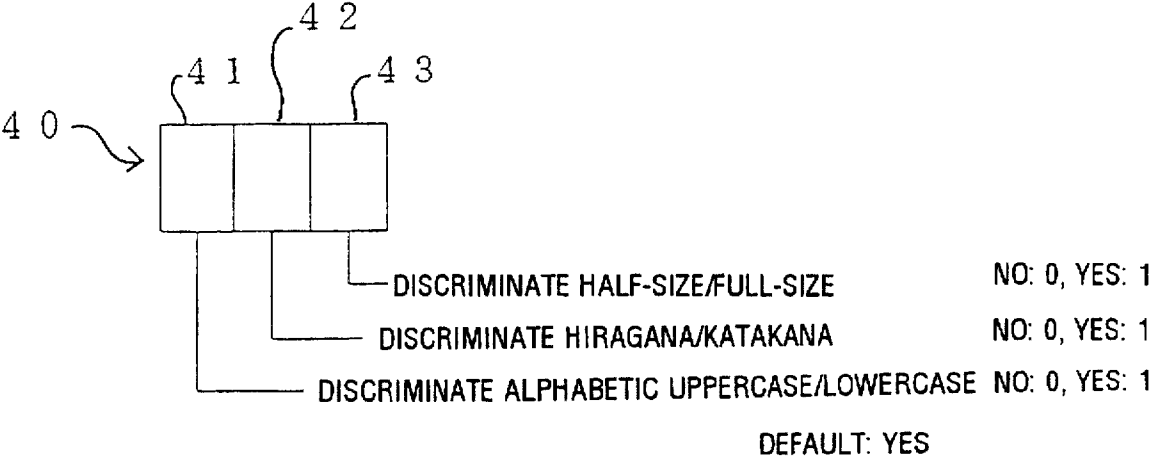 4 2
4 1
4 3
4 0
DISCRIMINATE HALF-SIZE/FULL-SIZE NO: 0, YES: 1
DISCRIMINATE HIRAGANA/KATAKANA NO: 0, YES: 1
DISCRIMINATE ALPHABETIC UPPERCASE/LOWERCASE NO: 0, YES: 1
DEFAULT: YES